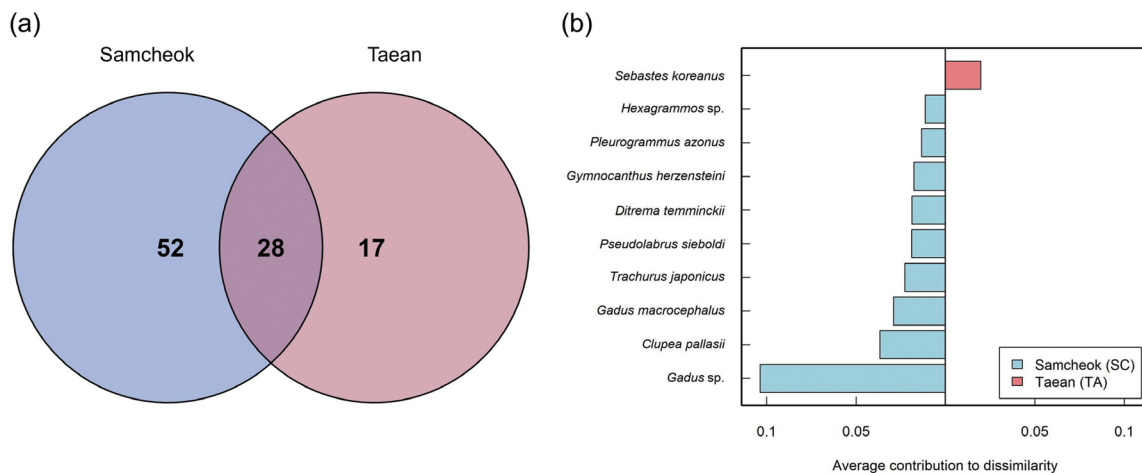 (a)
Samcheok
Taean
52
28
17
(b)
Sebastes koreanus
Hexagrammos sp.
Pleurogrammus azonus
Gymnocanthus herzensteini
Ditrema temminckii
Pseudolabrus sieboldi
Trachurus japonicus
Gadus macrocephalus
Clupea pallasii
Gadus sp.
Samcheok (SC)
Taean (TA)
0.1 0.05 0.05 0.1
Average contribution to dissimilarity